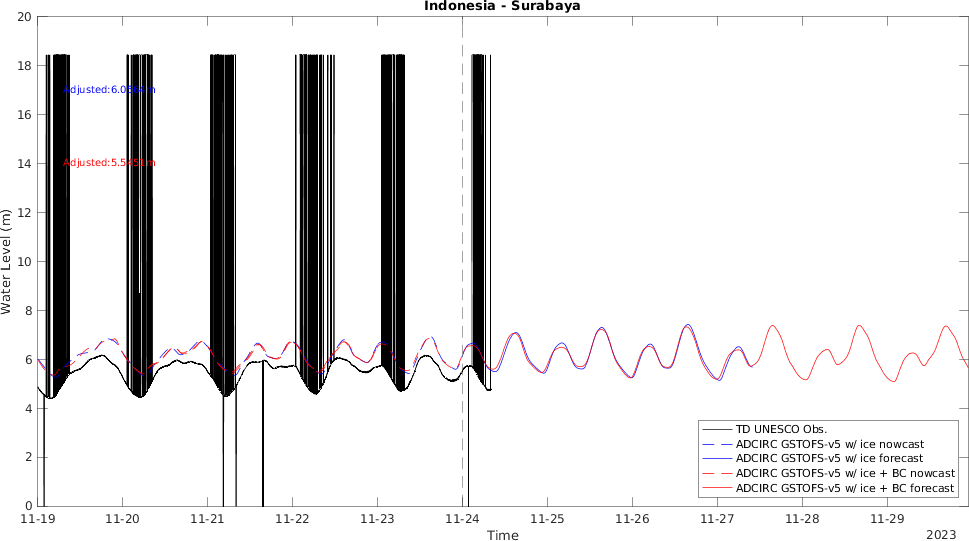 Indonesia - Surabaya
20
18
16
14
12
10
8
6
4
2
0
Water Level (m)
11-19
11-20
11-21
11-22
11-23
11-24
11-25
11-26
11-27
11-28
11-29
Time
2023
TD UNESCO Obs.
ADCIRC GSTOFS-v5 w/ ice nowcast
ADCIRC GSTOFS-v5 w/ ice forecast
ADCIRC GSTOFS-v5 w/ ice + BC nowcast
ADCIRC GSTOFS-v5 w/ ice + BC forecast